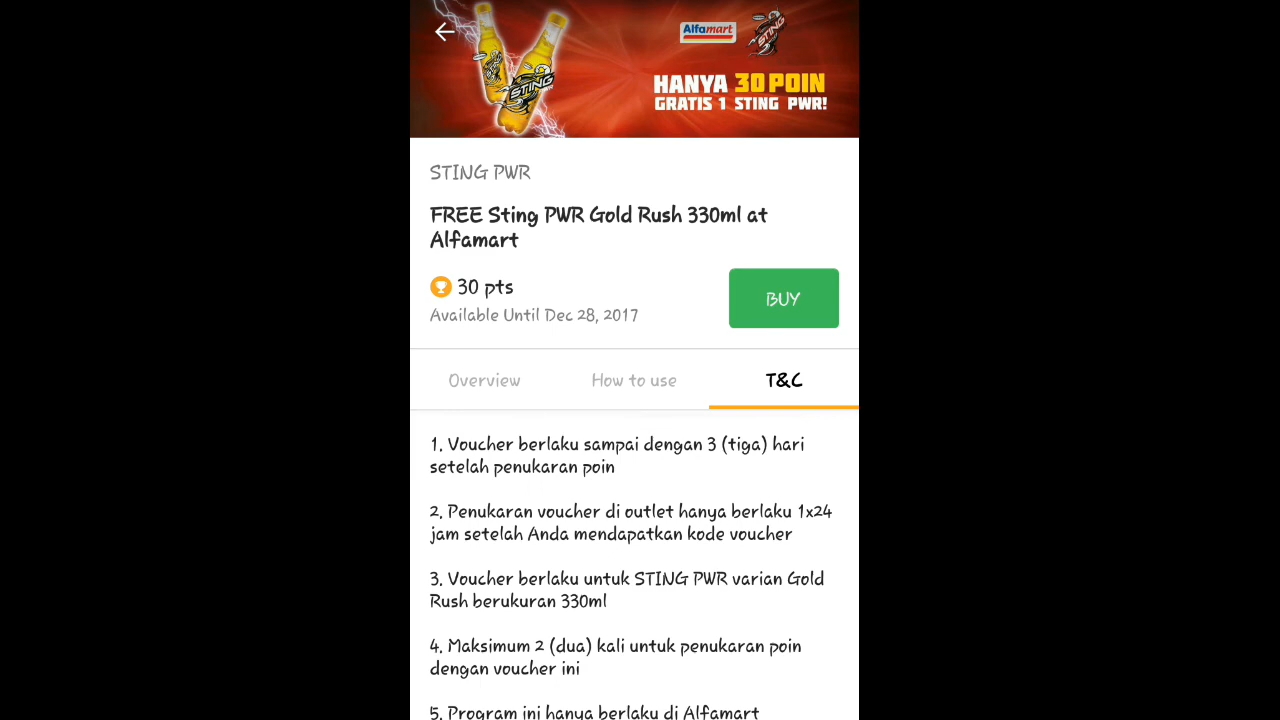 Alfamart STING
HANYA 30 POIN
GRATIS 1 STING PWR!
STING
STING PWR
FREE Sting PWR Gold Rush 330ml at
Alfamart
30 pts
BUY
Available Until Dec 28, 2017
Overview How to use T&C
1. Voucher berlaku sampai dengan 3 (tiga) hari
setelah penukaran poin
2. Penukaran voucher di outlet hanya berlaku 1x24
jam setelah Anda mendapatkan kode voucher
3. Voucher berlaku untuk STING PWR varian Gold
Rush berukuran 330ml
4. Maksimum 2 (dua) kali untuk penukaran poin
dengan voucher ini
5. Program ini hanya berlaku di Alfamart